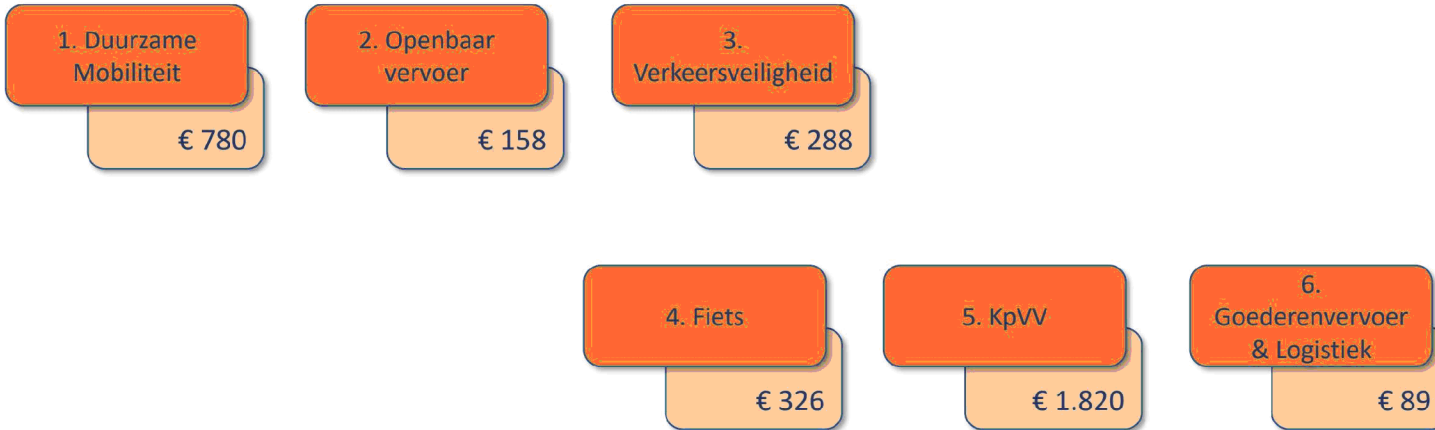 1. Duurzame
Mobiliteit
€ 780
2. Openbaar
vervoer
€ 158
3.
Verkeersveiligheid
€ 288
4. Fiets
€ 326
5. KpVV
€ 1.820
6.
Goederenvervoer
& Logistiek
€ 89